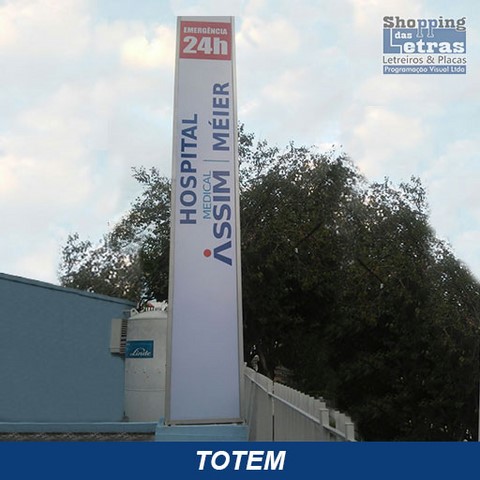 Shopping
das
Letras
Letreiros & Placas
Programação Visual Ltda
EMERGÊNCIA
24h
HOSPITAL
MEDICAL
ASSIM | MÉIER
Linde
TOTEM